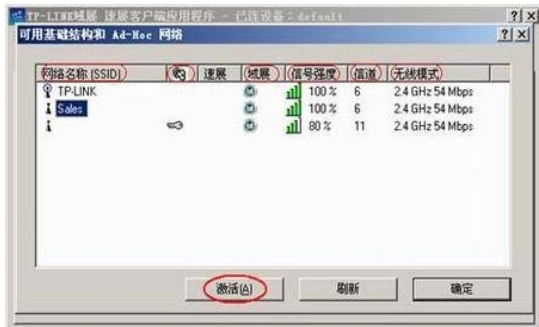 TP-LINK域展 速展客户端应用程序 - 已连设备：default
可用基础结构和 Ad-Hoc 网络
网络名称 (SSID) 速展 域展 信号强度 信道 无线模式
TP-LINK 100 % 6 2.4 GHz 54 Mbps
Sales 100 % 6 2.4 GHz 54 Mbps
80 % 11 2.4 GHz 54 Mbps
激活(A) 刷新 确定